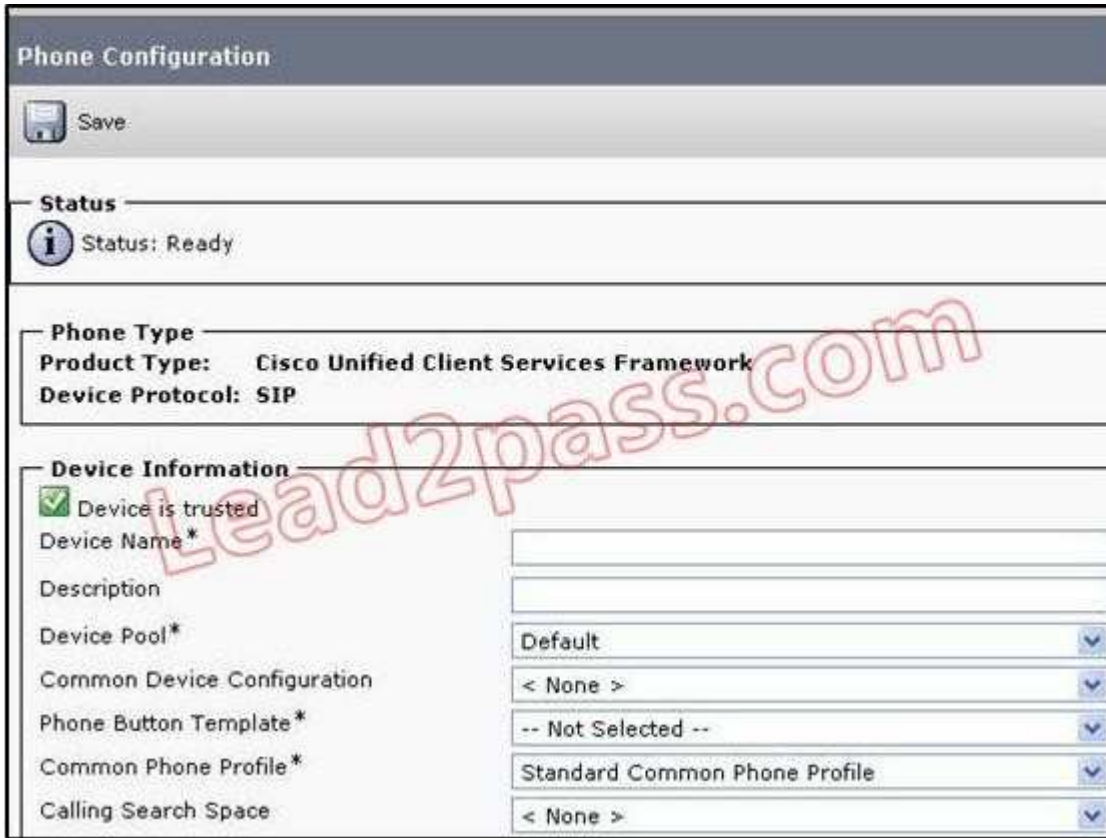 Phone Configuration
Save
Status
i Status: Ready
Phone Type
Product Type: Cisco Unified Client Services Framework
Device Protocol: SIP
Lead2pass.com
Device Information
Device is trusted
Device Name*
Description
Device Pool* Default
Common Device Configuration < None >
Phone Button Template* -- Not Selected --
Common Phone Profile* Standard Common Phone Profile
Calling Search Space < None >